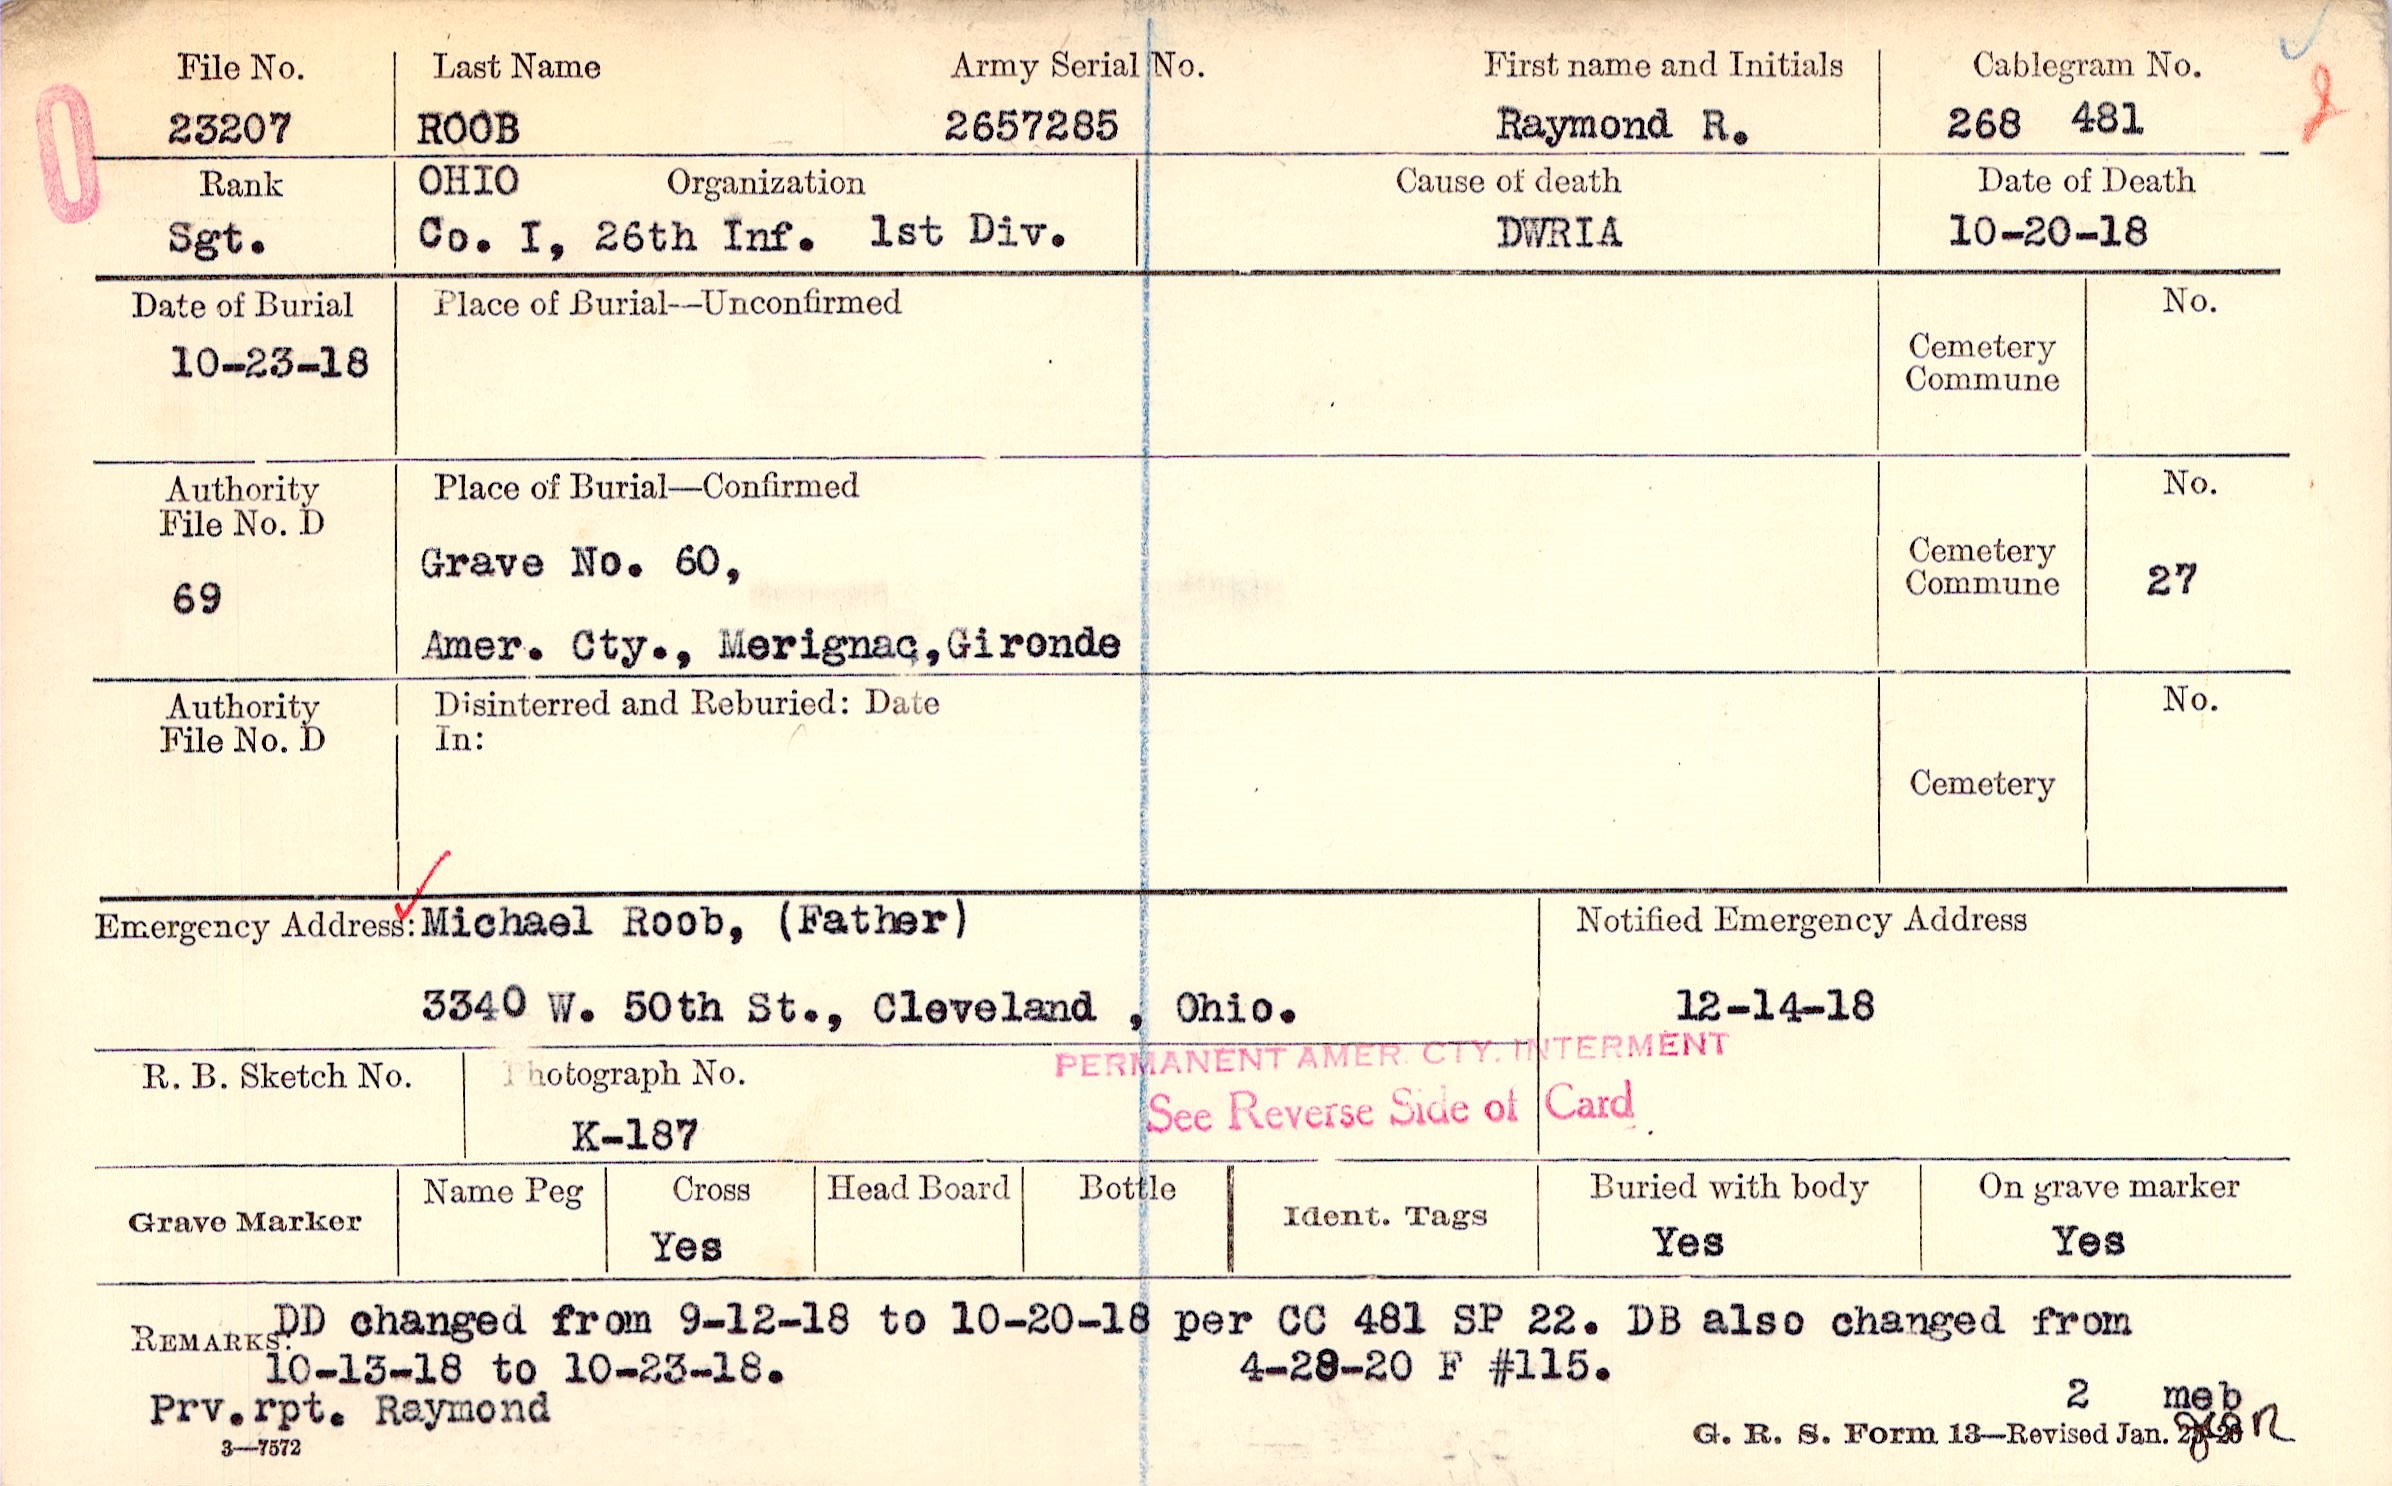 File No. Last Name Army Serial No. First name and Initials Cablegram No.
23207 ROOB 2657285 Raymond R. 268 481
Rank OHIO Organization Cause of death Date of Death
Sgt. Co. I, 26th Inf. 1st Div. DWRIA 10-20-18
Date of Burial Place of Burial--Unconfirmed No.
10-23-18 Cemetery
Commune
Authority Place of Burial—Confirmed No.
File No. D
Grave No. 60, Cemetery
69 Commune 27
Amer. Cty., Merignac,Gironde
Authority Disinterred and Reburied: Date No.
File No. D In:
Cemetery
Emergency Address: Michael Roob, (Father) Notified Emergency Address
3340 W. 50th St., Cleveland , Ohio. 12-14-18
PERMANENT AMER. CTY. INTERMENT
R. B. Sketch No. Photograph No.
See Reverse Side of Card
K-187
Grave Marker Name Peg Cross Head Board Bottle Ident. Tags Buried with body On grave marker
Yes Yes Yes
REMARKS: DD changed from 9-12-18 to 10-20-18 per CC 481 SP 22. DB also changed from
10-13-18 to 10-23-18. 4-28-20 F #115.
Prv.rpt. Raymond 2 meb
3—7572 G. R. S. Form 13—Revised Jan.